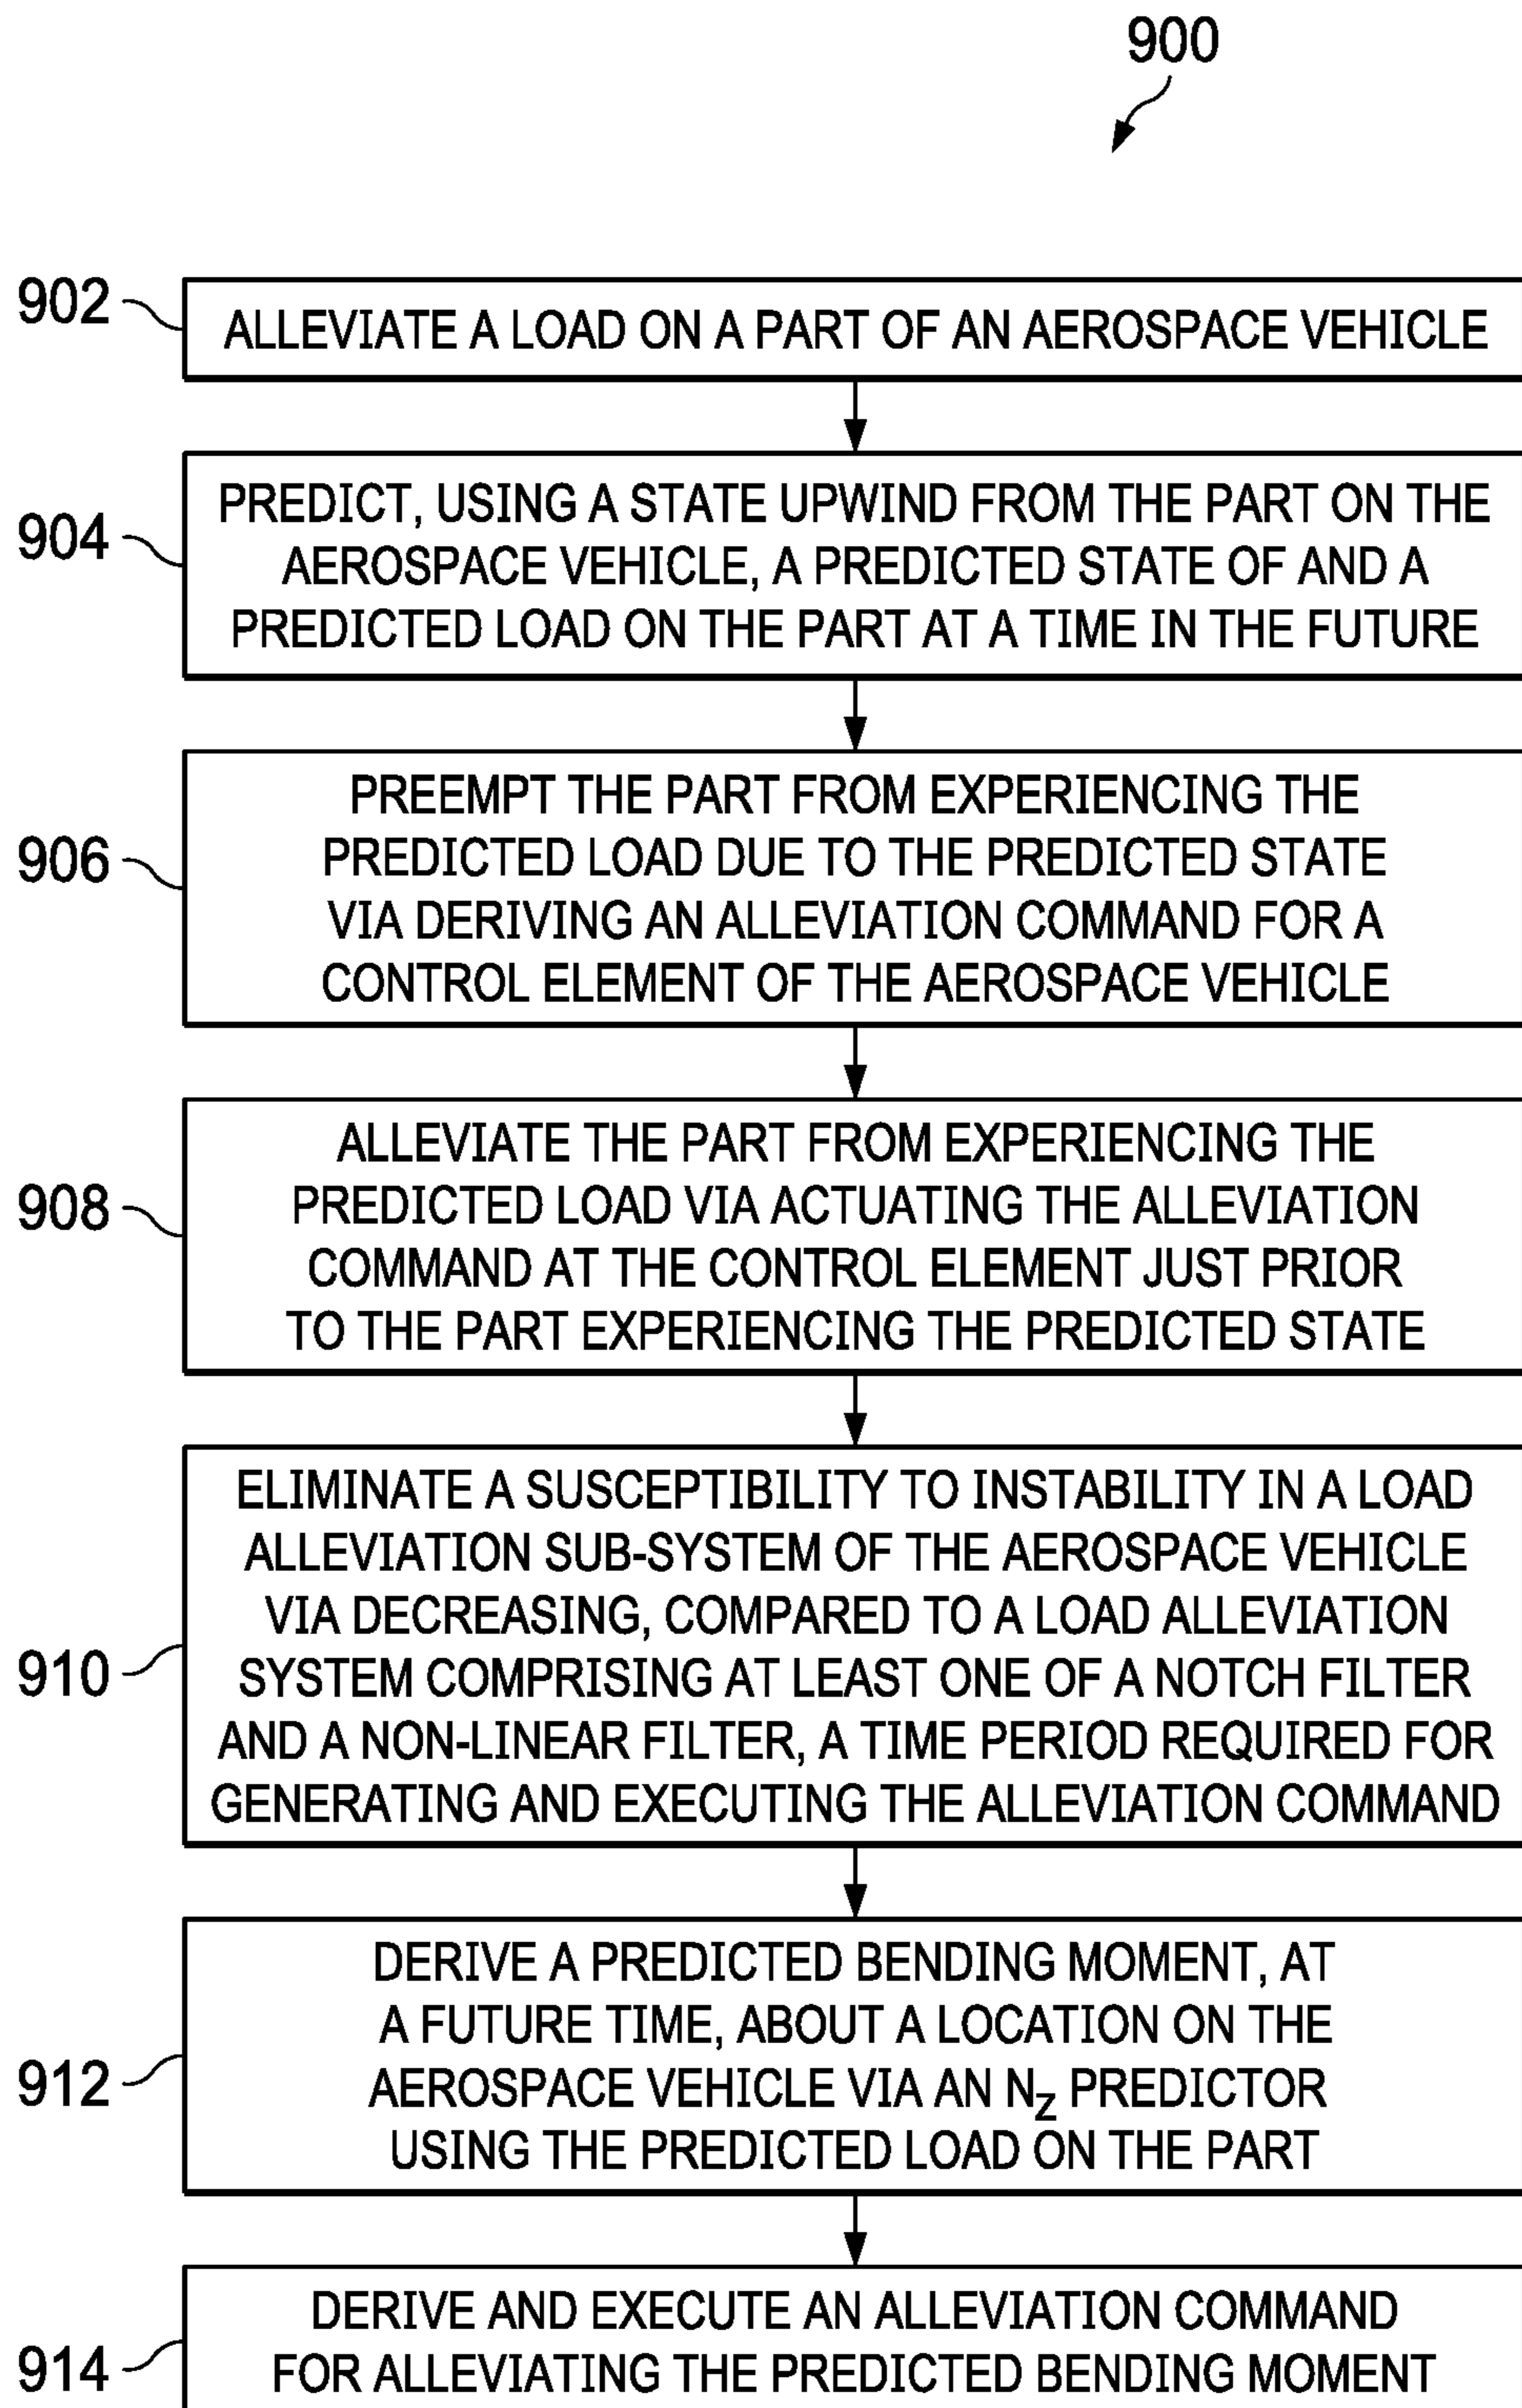 900
902
ALLEVIATE A LOAD ON A PART OF AN AEROSPACE VEHICLE
904
PREDICT, USING A STATE UPWIND FROM THE PART ON THE
AEROSPACE VEHICLE, A PREDICTED STATE OF AND A
PREDICTED LOAD ON THE PART AT A TIME IN THE FUTURE
906
PREEMPT THE PART FROM EXPERIENCING THE
PREDICTED LOAD DUE TO THE PREDICTED STATE
VIA DERIVING AN ALLEVIATION COMMAND FOR A
CONTROL ELEMENT OF THE AEROSPACE VEHICLE
908
ALLEVIATE THE PART FROM EXPERIENCING THE
PREDICTED LOAD VIA ACTUATING THE ALLEVIATION
COMMAND AT THE CONTROL ELEMENT JUST PRIOR
TO THE PART EXPERIENCING THE PREDICTED STATE
910
ELIMINATE A SUSCEPTIBILITY TO INSTABILITY IN A LOAD
ALLEVIATION SUB-SYSTEM OF THE AEROSPACE VEHICLE
VIA DECREASING, COMPARED TO A LOAD ALLEVIATION
SYSTEM COMPRISING AT LEAST ONE OF A NOTCH FILTER
AND A NON-LINEAR FILTER, A TIME PERIOD REQUIRED FOR
GENERATING AND EXECUTING THE ALLEVIATION COMMAND
912
DERIVE A PREDICTED BENDING MOMENT, AT
A FUTURE TIME, ABOUT A LOCATION ON THE
AEROSPACE VEHICLE VIA AN NZ PREDICTOR
USING THE PREDICTED LOAD ON THE PART
914
DERIVE AND EXECUTE AN ALLEVIATION COMMAND
FOR ALLEVIATING THE PREDICTED BENDING MOMENT